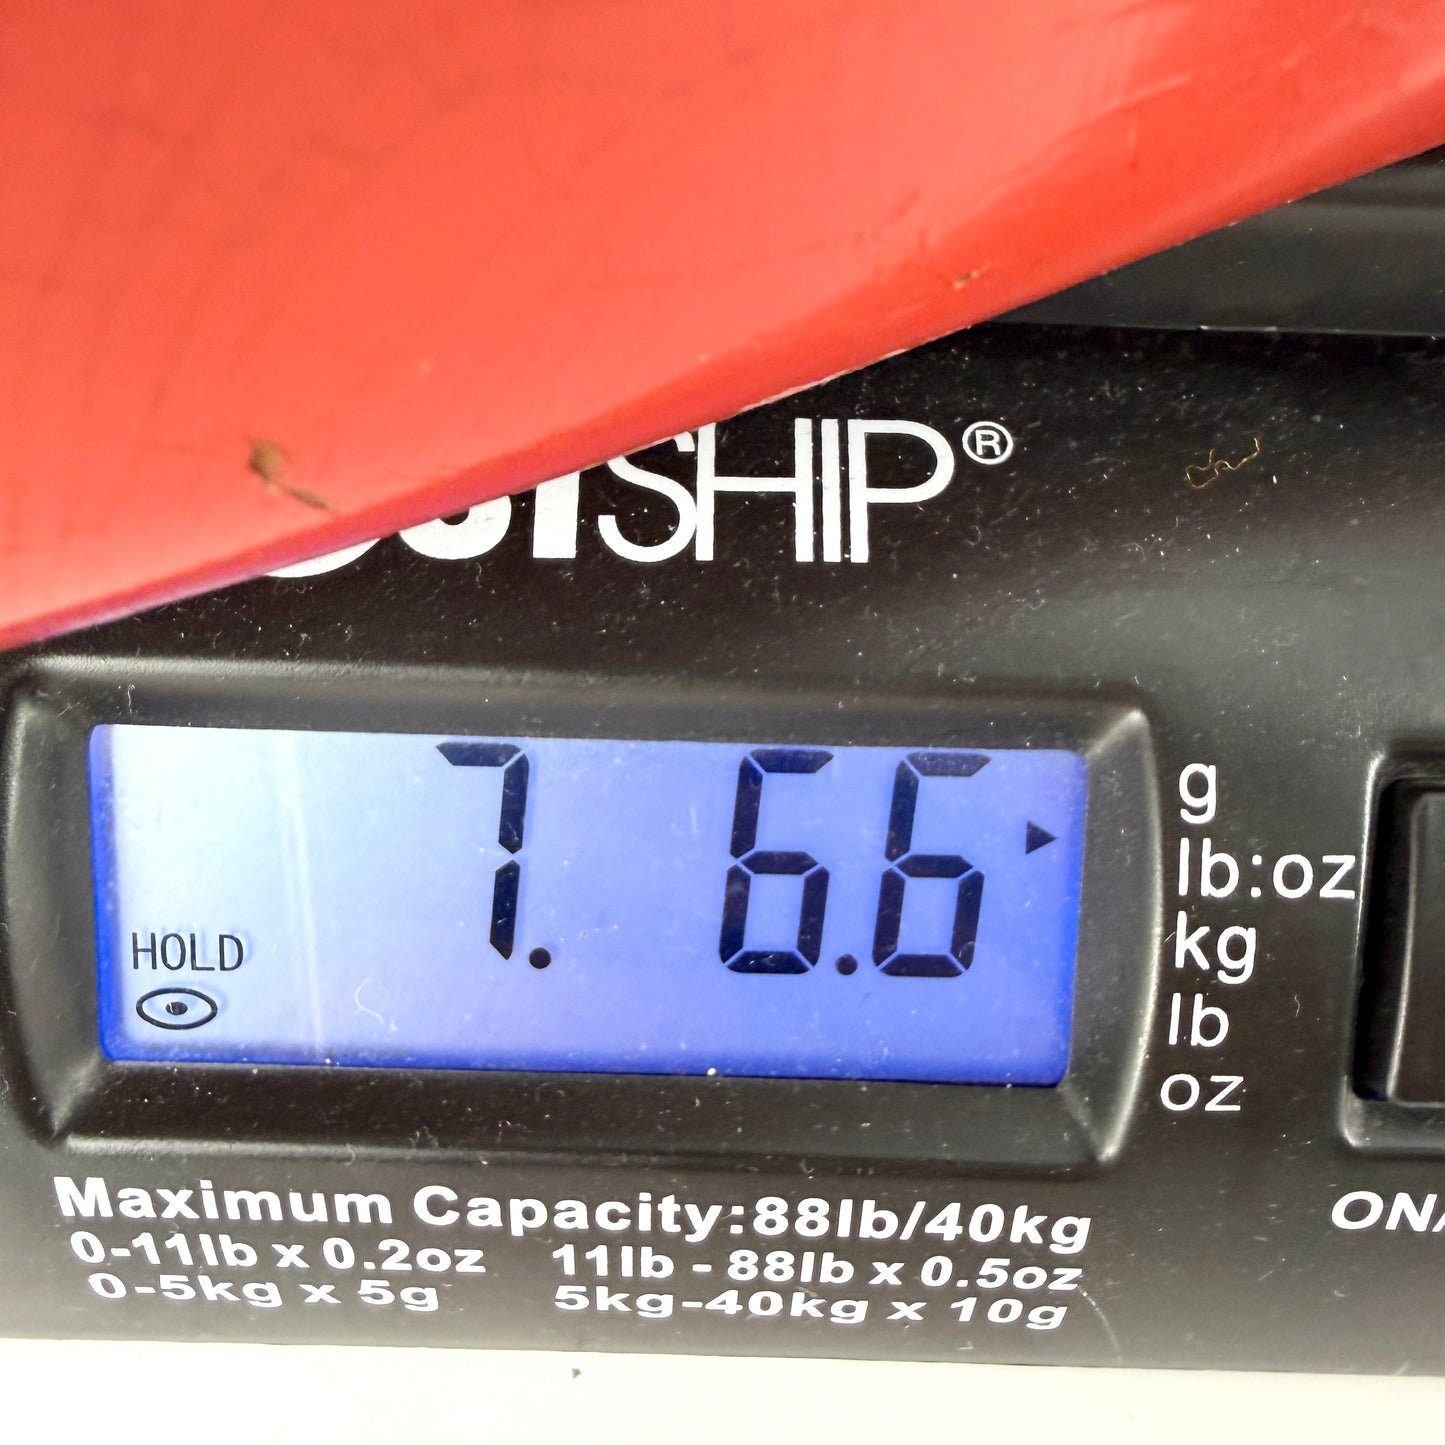 SHIP®
7. 6.6
HOLD
g
lb:oz
kg
lb
oz
Maximum Capacity:88lb/40kg
0-11lb x 0.2oz 11lb - 88lb x 0.5oz
0-5kg x 5g 5kg-40kg x 10g
ON/